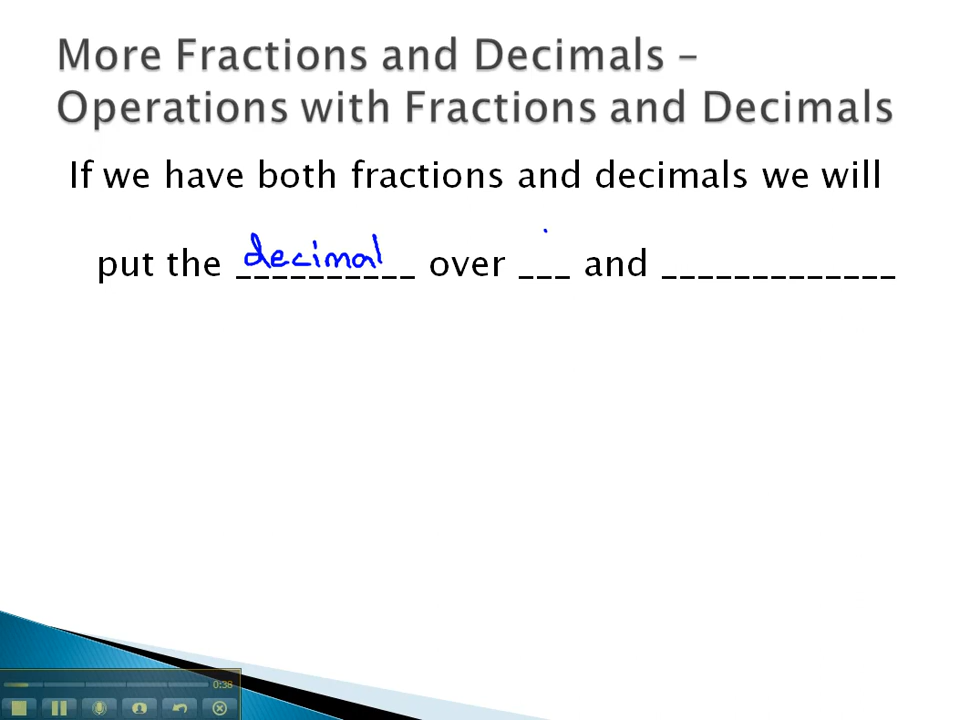 More Fractions and Decimals –
Operations with Fractions and Decimals
If we have both fractions and decimals we will
put the decimal over ___ and _____________
0:38